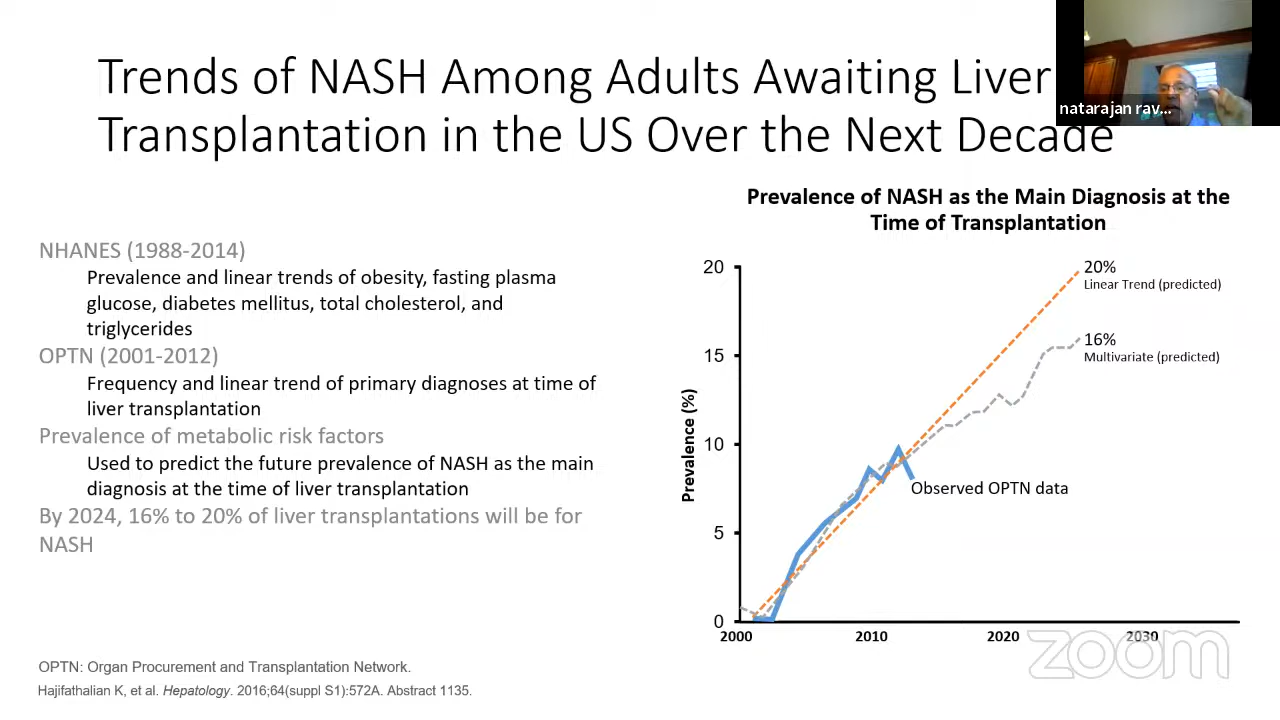 Trends of NASH Among Adults Awaiting Liver
Transplantation in the US Over the Next Decade
natarajan rav...
NHANES (1988-2014)
Prevalence and linear trends of obesity, fasting plasma
glucose, diabetes mellitus, total cholesterol, and
triglycerides
OPTN (2001-2012)
Frequency and linear trend of primary diagnoses at time of
liver transplantation
Prevalence of metabolic risk factors
Used to predict the future prevalence of NASH as the main
diagnosis at the time of liver transplantation
By 2024, 16% to 20% of liver transplantations will be for
NASH
Prevalence of NASH as the Main Diagnosis at the
Time of Transplantation
Prevalence (%)
20
15
10
5
0
2000
2010
2020
2030
20%
Linear Trend (predicted)
16%
Multivariate (predicted)
Observed OPTN data
OPTN: Organ Procurement and Transplantation Network.
Hajifathalian K, et al. Hepatology. 2016;64(suppl S1):572A. Abstract 1135.
zoom